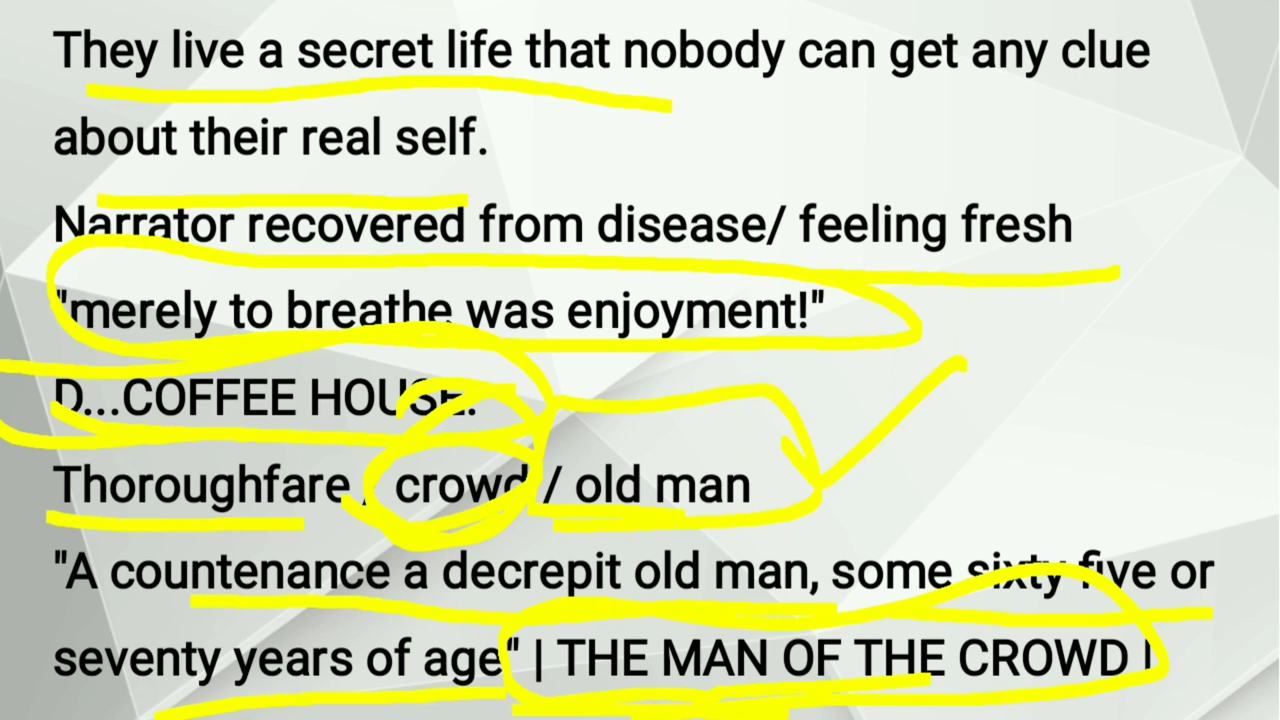 They live a secret life that nobody can get any clue
about their real self.
Narrator recovered from disease/ feeling fresh
"merely to breathe was enjoyment!"
D...COFFEE HOUSE.
Thoroughfare / crowd / old man
"A countenance a decrepit old man, some sixty five or
seventy years of age" | THE MAN OF THE CROWD |